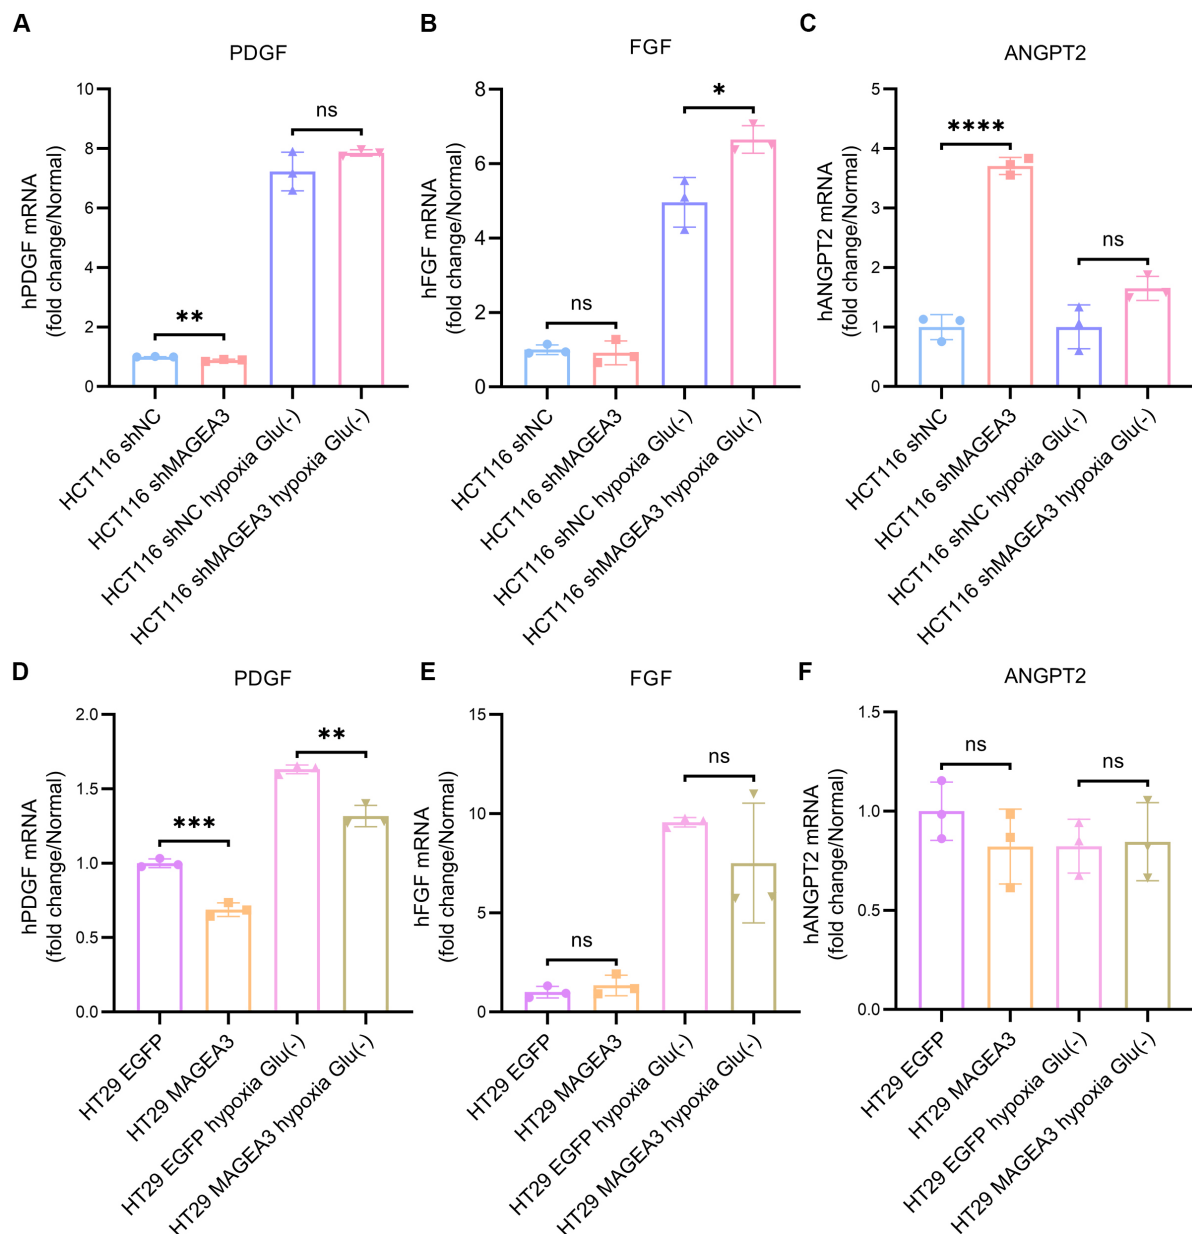 A
PDGF
hPDGF mRNA
(fold change/Normal)
10
8
6
4
2
0
ns
**
HCT116 shNC
HCT116 shMAGEA3
HCT116 shNC hypoxia Glu(-)
HCT116 shMAGEA3 hypoxia Glu(-)
B
FGF
hFGF mRNA
(fold change/Normal)
8
6
4
2
0
*
ns
HCT116 shNC
HCT116 shMAGEA3
HCT116 shNC hypoxia Glu(-)
HCT116 shMAGEA3 hypoxia Glu(-)
C
ANGPT2
hANGPT2 mRNA
(fold change/Normal)
5
4
3
2
1
0
****
ns
HCT116 shNC
HCT116 shMAGEA3
HCT116 shNC hypoxia Glu(-)
HCT116 shMAGEA3 hypoxia Glu(-)
D
PDGF
hPDGF mRNA
(fold change/Normal)
2.0
1.5
1.0
0.5
0.0
**
***
HT29 EGFP
HT29 MAGEA3
HT29 EGFP hypoxia Glu(-)
HT29 MAGEA3 hypoxia Glu(-)
E
FGF
hFGF mRNA
(fold change/Normal)
15
10
5
0
ns
ns
HT29 EGFP
HT29 MAGEA3
HT29 EGFP hypoxia Glu(-)
HT29 MAGEA3 hypoxia Glu(-)
F
ANGPT2
hANGPT2 mRNA
(fold change/Normal)
1.5
1.0
0.5
0.0
ns
ns
HT29 EGFP
HT29 MAGEA3
HT29 EGFP hypoxia Glu(-)
HT29 MAGEA3 hypoxia Glu(-)